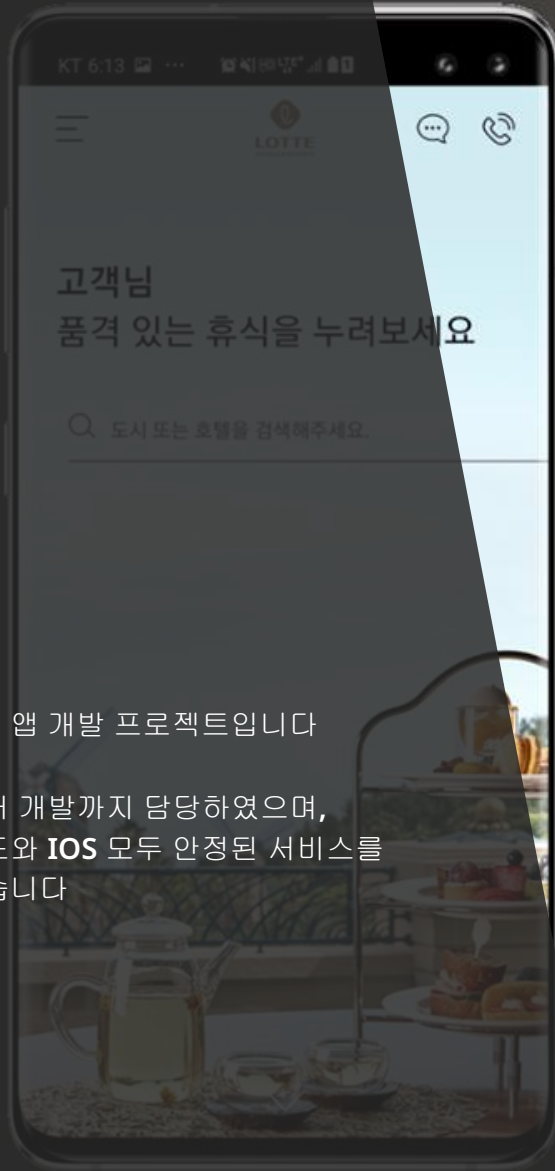 KT 6:13
LOTTE
고객님
품격 있는 휴식을 누려보세요
도시 또는 호텔을 검색해주세요.
앱 개발 프로젝트입니다
개발까지 담당하였으며,
와 IOS 모두 안정된 서비스를
습니다